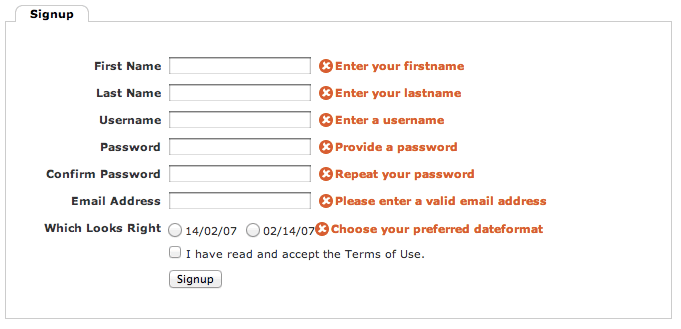 Signup
First Name Enter your firstname
Last Name Enter your lastname
Username Enter a username
Password Provide a password
Confirm Password Repeat your password
Email Address Please enter a valid email address
Which Looks Right 14/02/07 02/14/07 Choose your preferred dateformat
I have read and accept the Terms of Use.
Signup